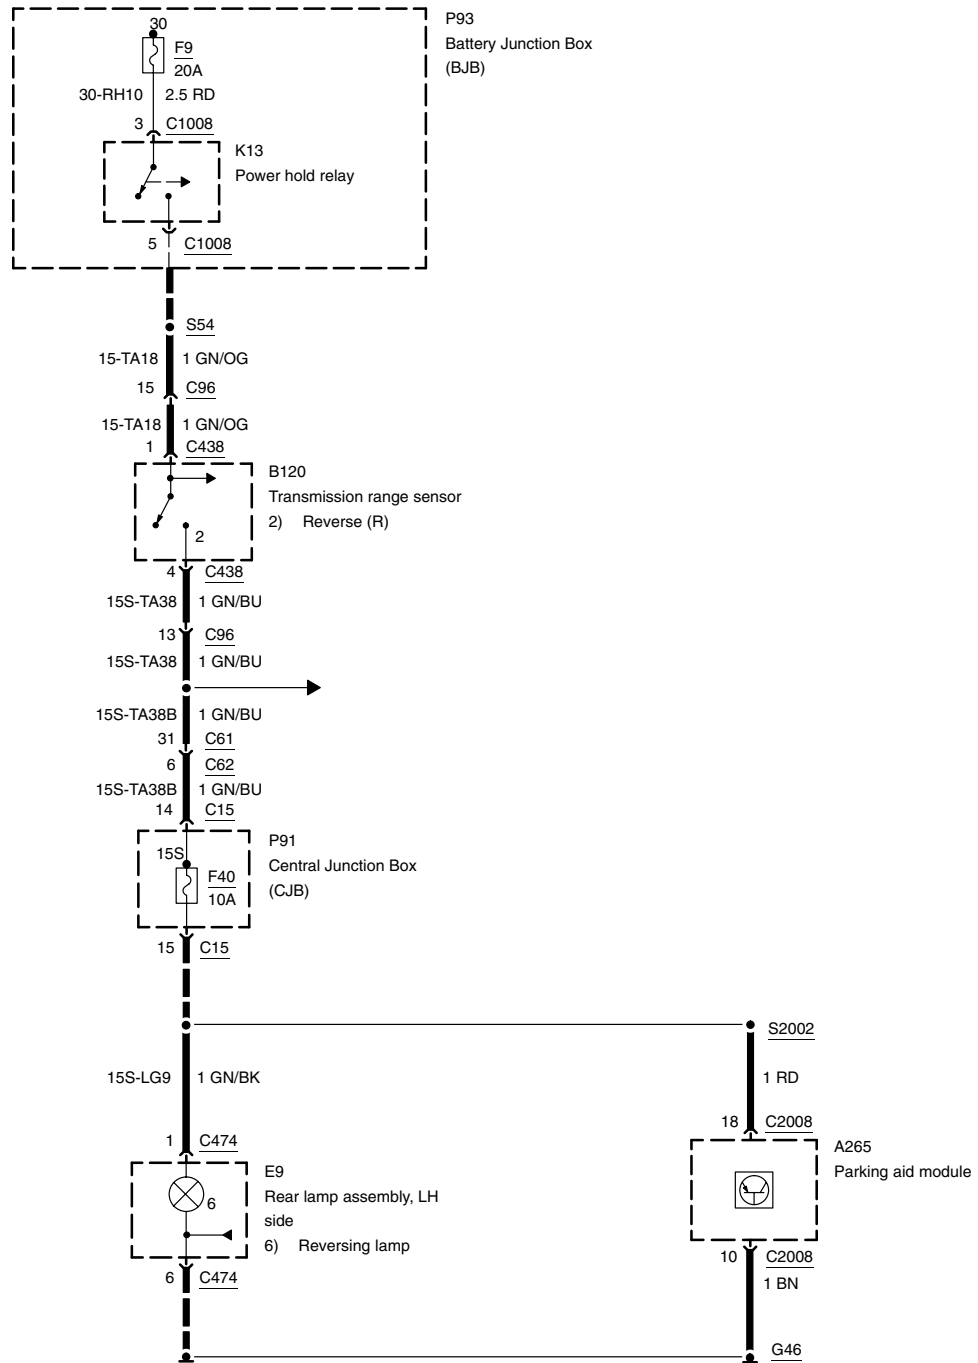 30
P93
Battery Junction Box
(BJB)
F9
20A
30-RH10 2.5 RD
3 C1008
K13
Power hold relay
5 C1008
S54
15-TA18 1 GN/OG
15 C96
15-TA18 1 GN/OG
1 C438
B120
Transmission range sensor
2) Reverse (R)
2
4 C438
15S-TA38 1 GN/BU
13 C96
15S-TA38 1 GN/BU
15S-TA38B 1 GN/BU
31 C61
6 C62
15S-TA38B 1 GN/BU
14 C15
P91
15S
Central Junction Box
(CJB)
F40
10A
15 C15
S2002
15S-LG9 1 GN/BK
1 RD
18 C2008
1 C474
A265
Parking aid module
E9
Rear lamp assembly, LH
side
6
6) Reversing lamp
10 C2008
6 C474
1 BN
G46